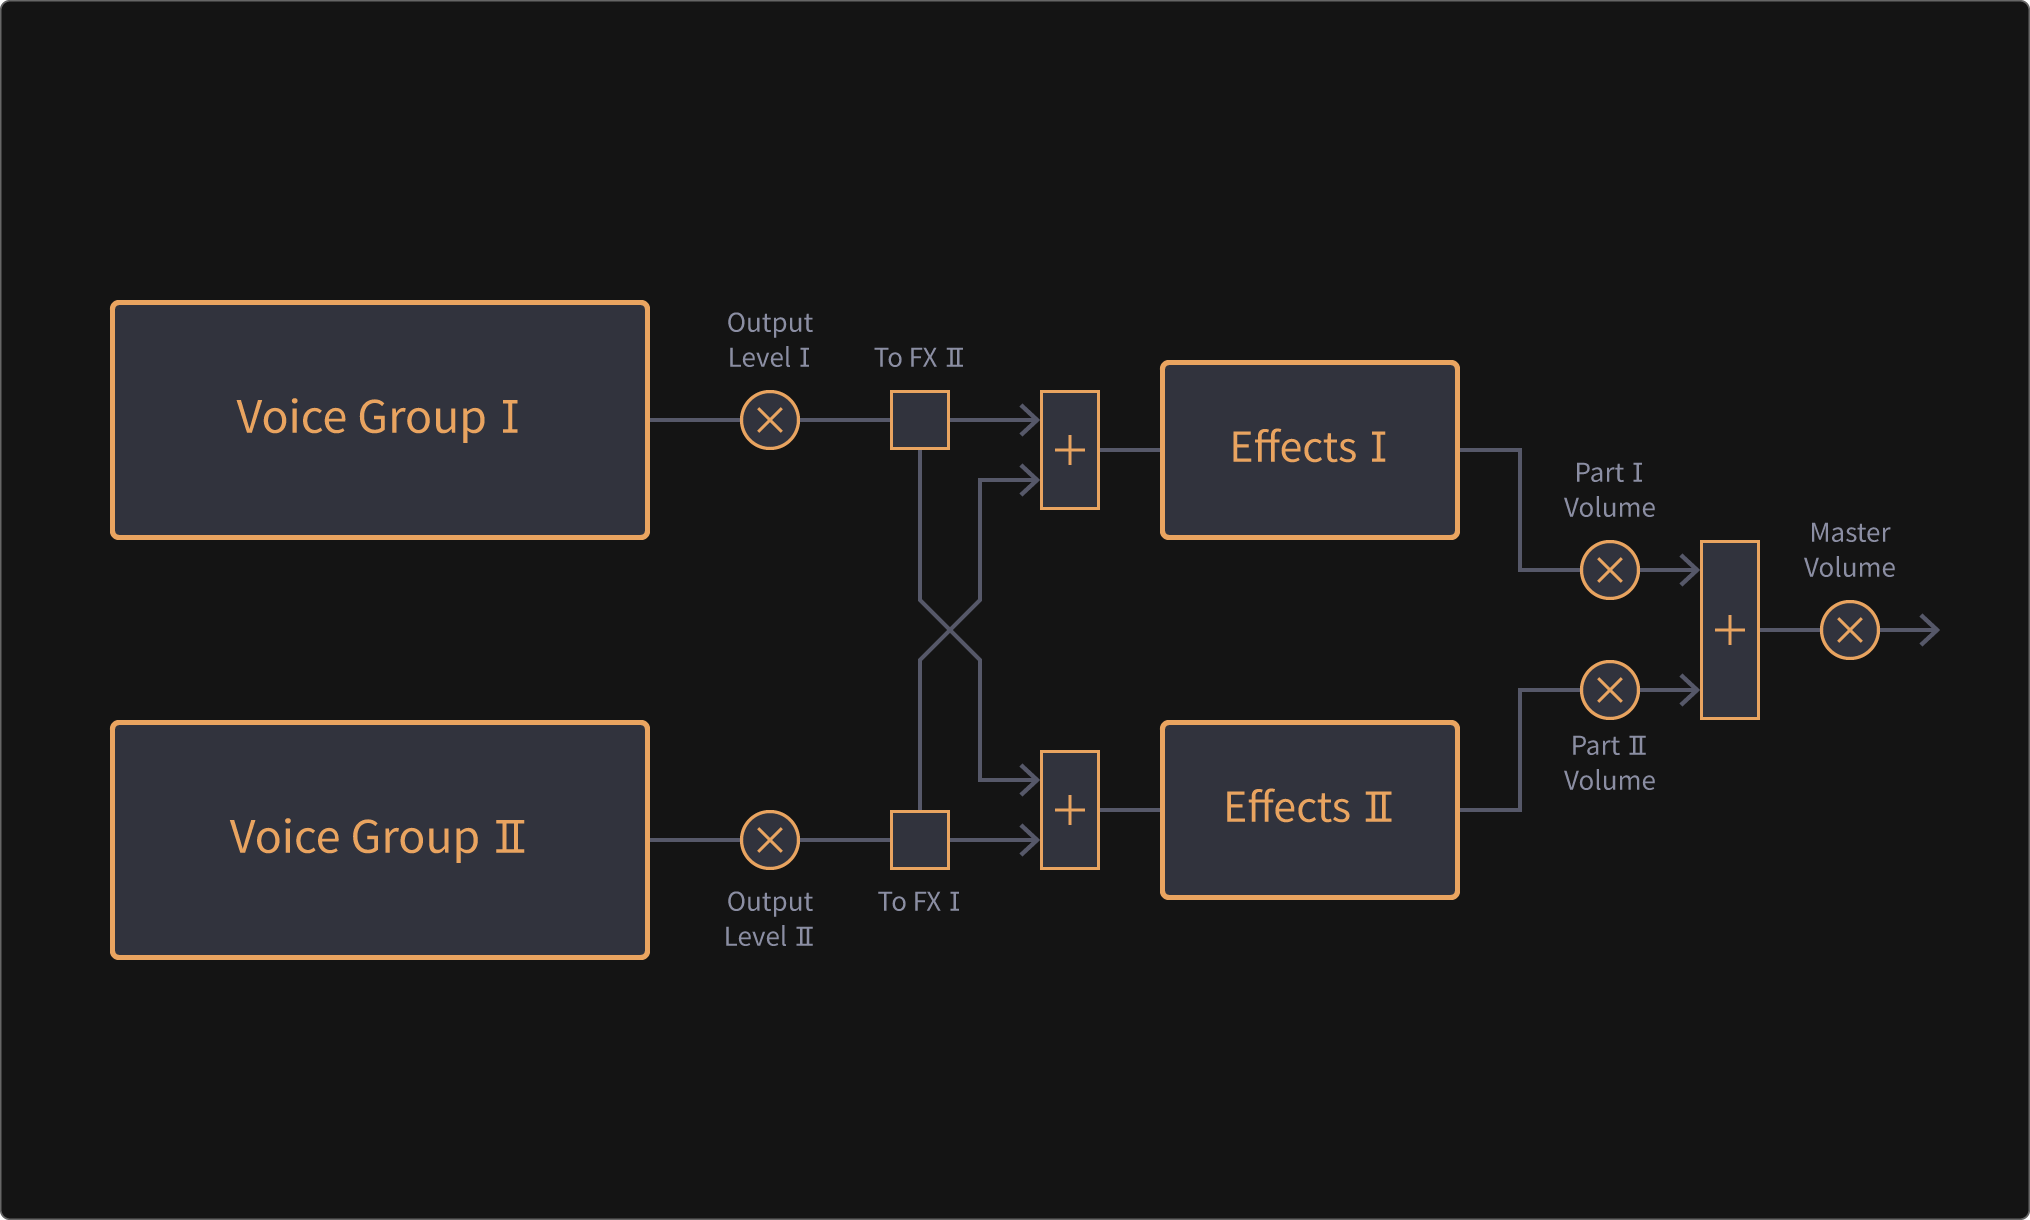 Output
Level I
To FX II
Voice Group I
Effects I
Part I
Volume
Master
Volume
Part II
Volume
Voice Group II
Effects II
Output
Level II
To FX I